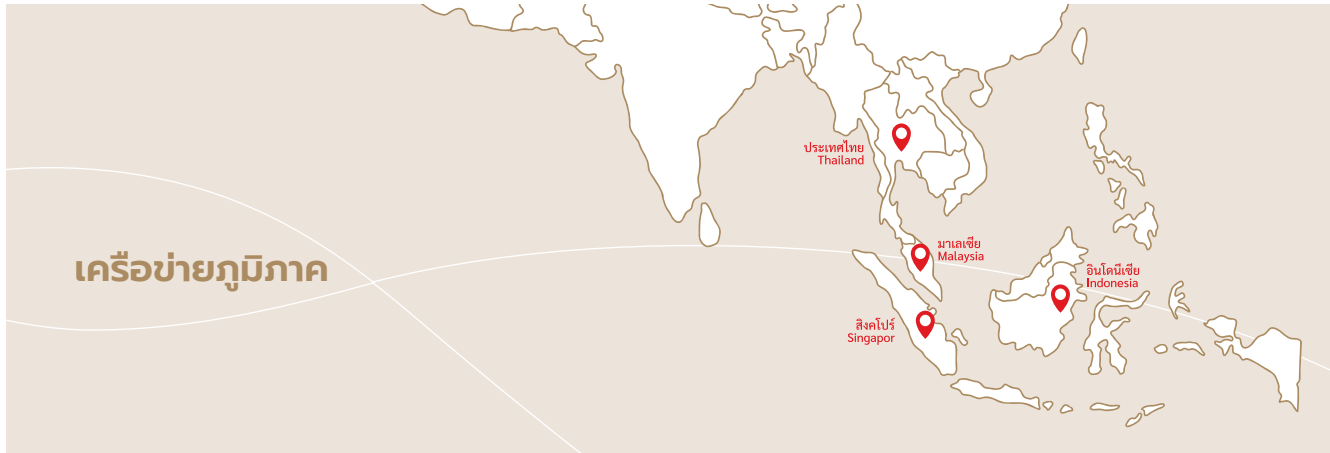 เครือข่ายภูมิภาค
ประเทศไทย
Thailand
มาเลเซีย
Malaysia
อินโดนีเซีย
Indonesia
สิงคโปร์
Singapor